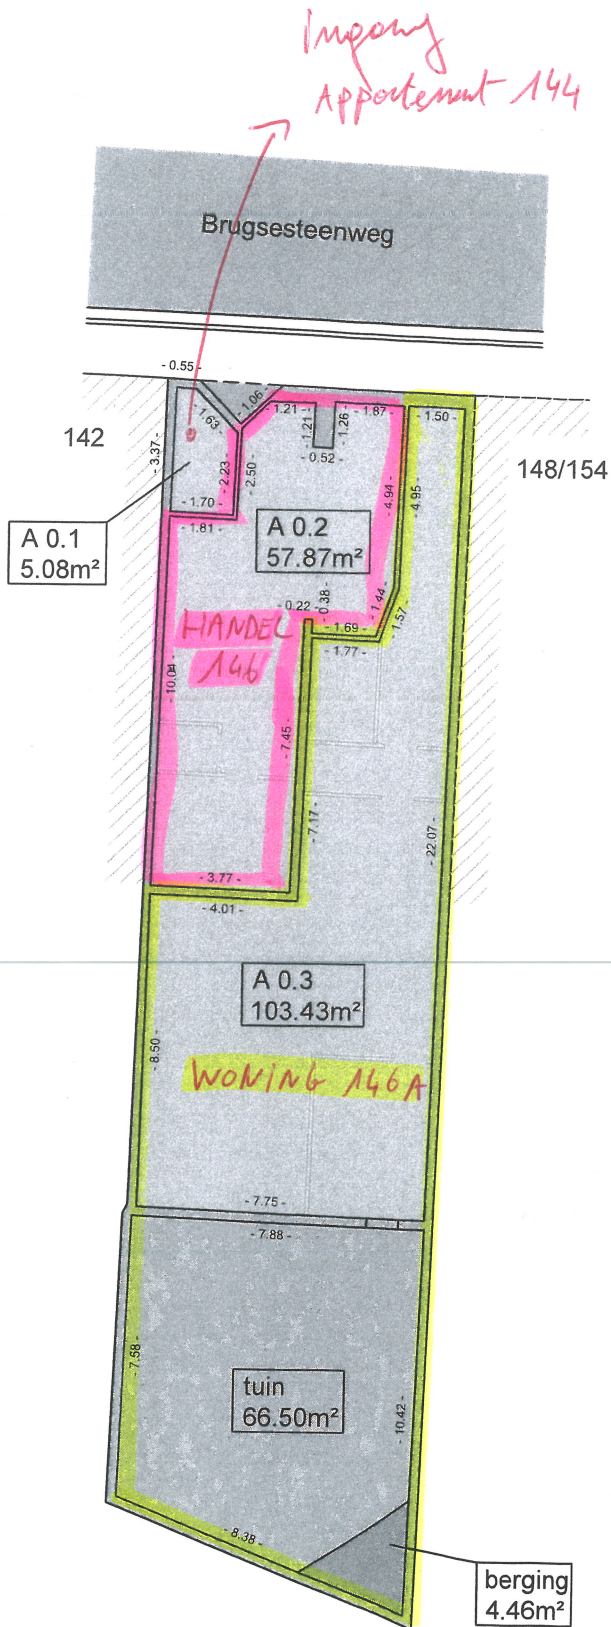 Ingang
Appartement 144
Brugsesteenweg
- 0.55 -
- 1.63 -
- 1.06 -
- 1.21 -
- 1.21 -
- 1.26 -
- 1.87 -
- 1.50 -
- 0.52 -
142
- 3.37 -
- 2.23 -
- 2.50 -
148/154
- 4.94 -
- 4.95
- 1.70 -
- 1.81 -
A 0.1
5.08m²
A 0.2
57.87m²
- 0.22 -
- 0.38 -
- 1.44 -
- 1.57 -
- 1.69 -
- 1.77 -
HANDEL
146
- 10.04 -
- 7.45 -
- 7.17 -
- 22.07 -
- 3.77 -
- 4.01 -
A 0.3
103.43m²
- 8.50 -
WONING 146A
- 7.75 -
- 7.88 -
- 7.58 -
tuin
66.50m²
- 10.42 -
- 8.38 -
berging
4.46m²